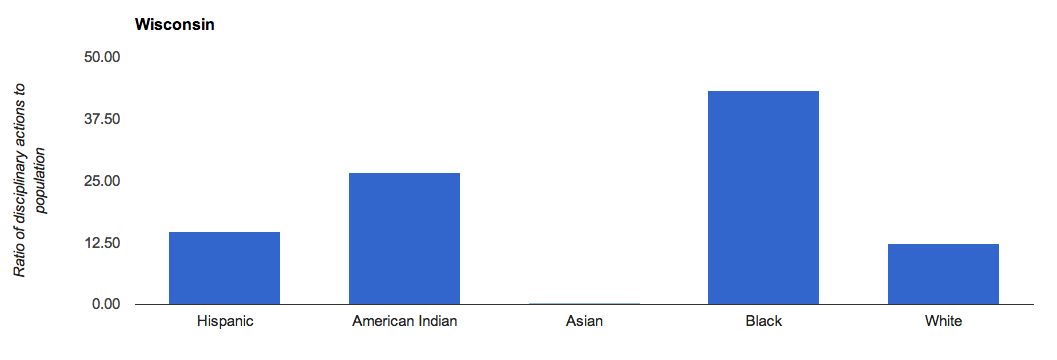 Wisconsin
Ratio of disciplinary actions to
population
50.00
37.50
25.00
12.50
0.00
Hispanic
American Indian
Asian
Black
White